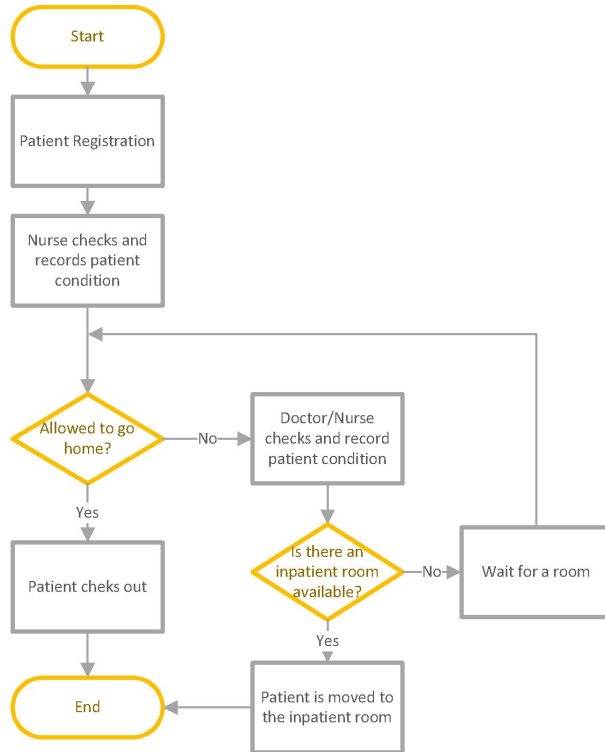 Start
Patient Registration
Nurse checks and
records patient
condition
Allowed to go
home?
No
Doctor/Nurse
checks and record
patient condition
Yes
Is there an
inpatient room
available?
No
Wait for a room
Patient cheks out
Yes
End
Patient is moved to
the inpatient room